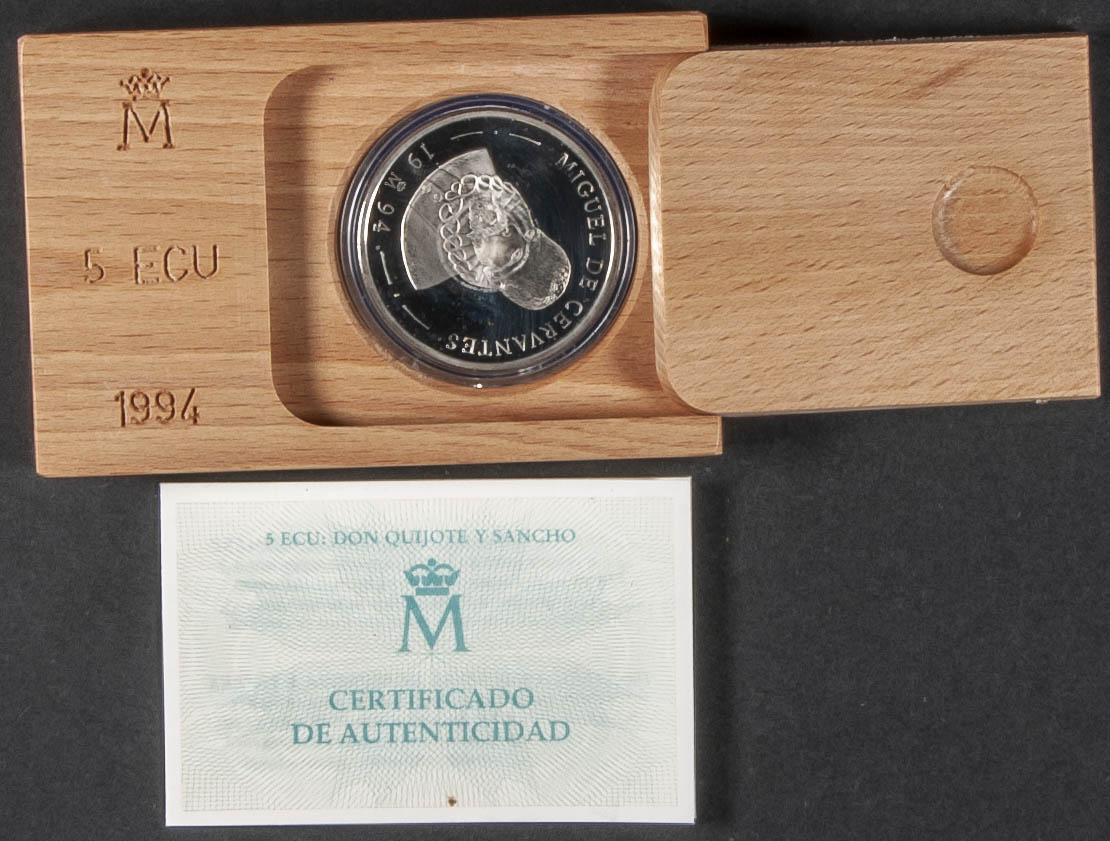 M
5 ECU
1994
MIGUEL DE CERVANTES
19 M 94
5 ECU: DON QUIJOTE Y SANCHO
M
CERTIFICADO
DE AUTENTICIDAD